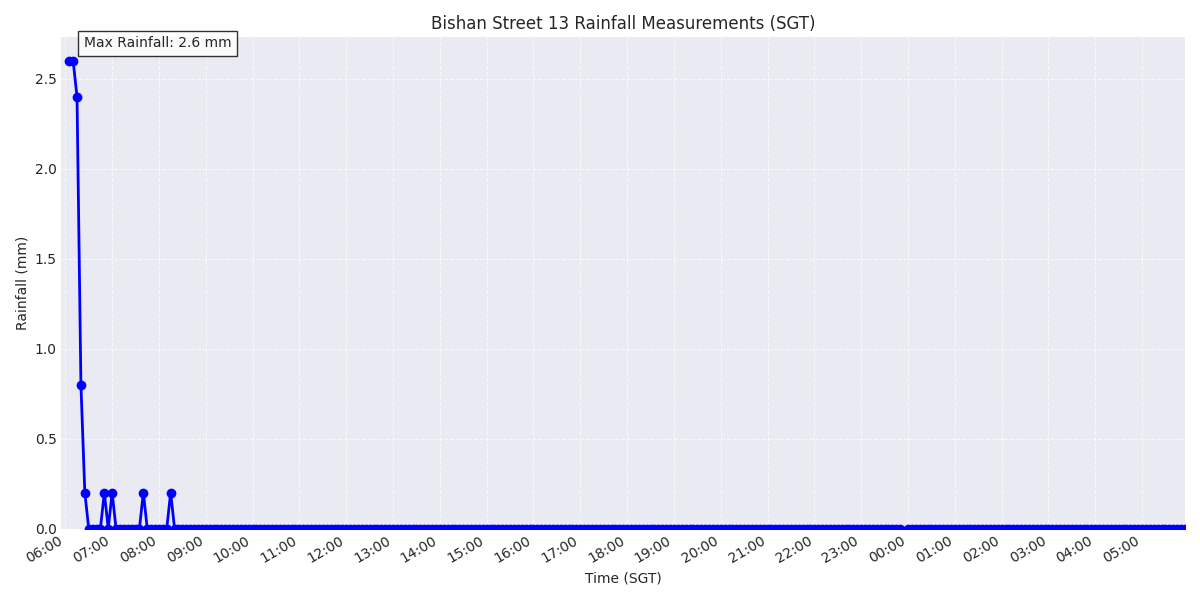 Bishan Street 13 Rainfall Measurements (SGT)
Max Rainfall: 2.6 mm
2.5
2.0
1.5
1.0
0.5
0.0
Rainfall (mm)
06:00 07:00 08:00 09:00 10:00 11:00 12:00 13:00 14:00 15:00 16:00 17:00 18:00 19:00 20:00 21:00 22:00 23:00 00:00 01:00 02:00 03:00 04:00 05:00
Time (SGT)